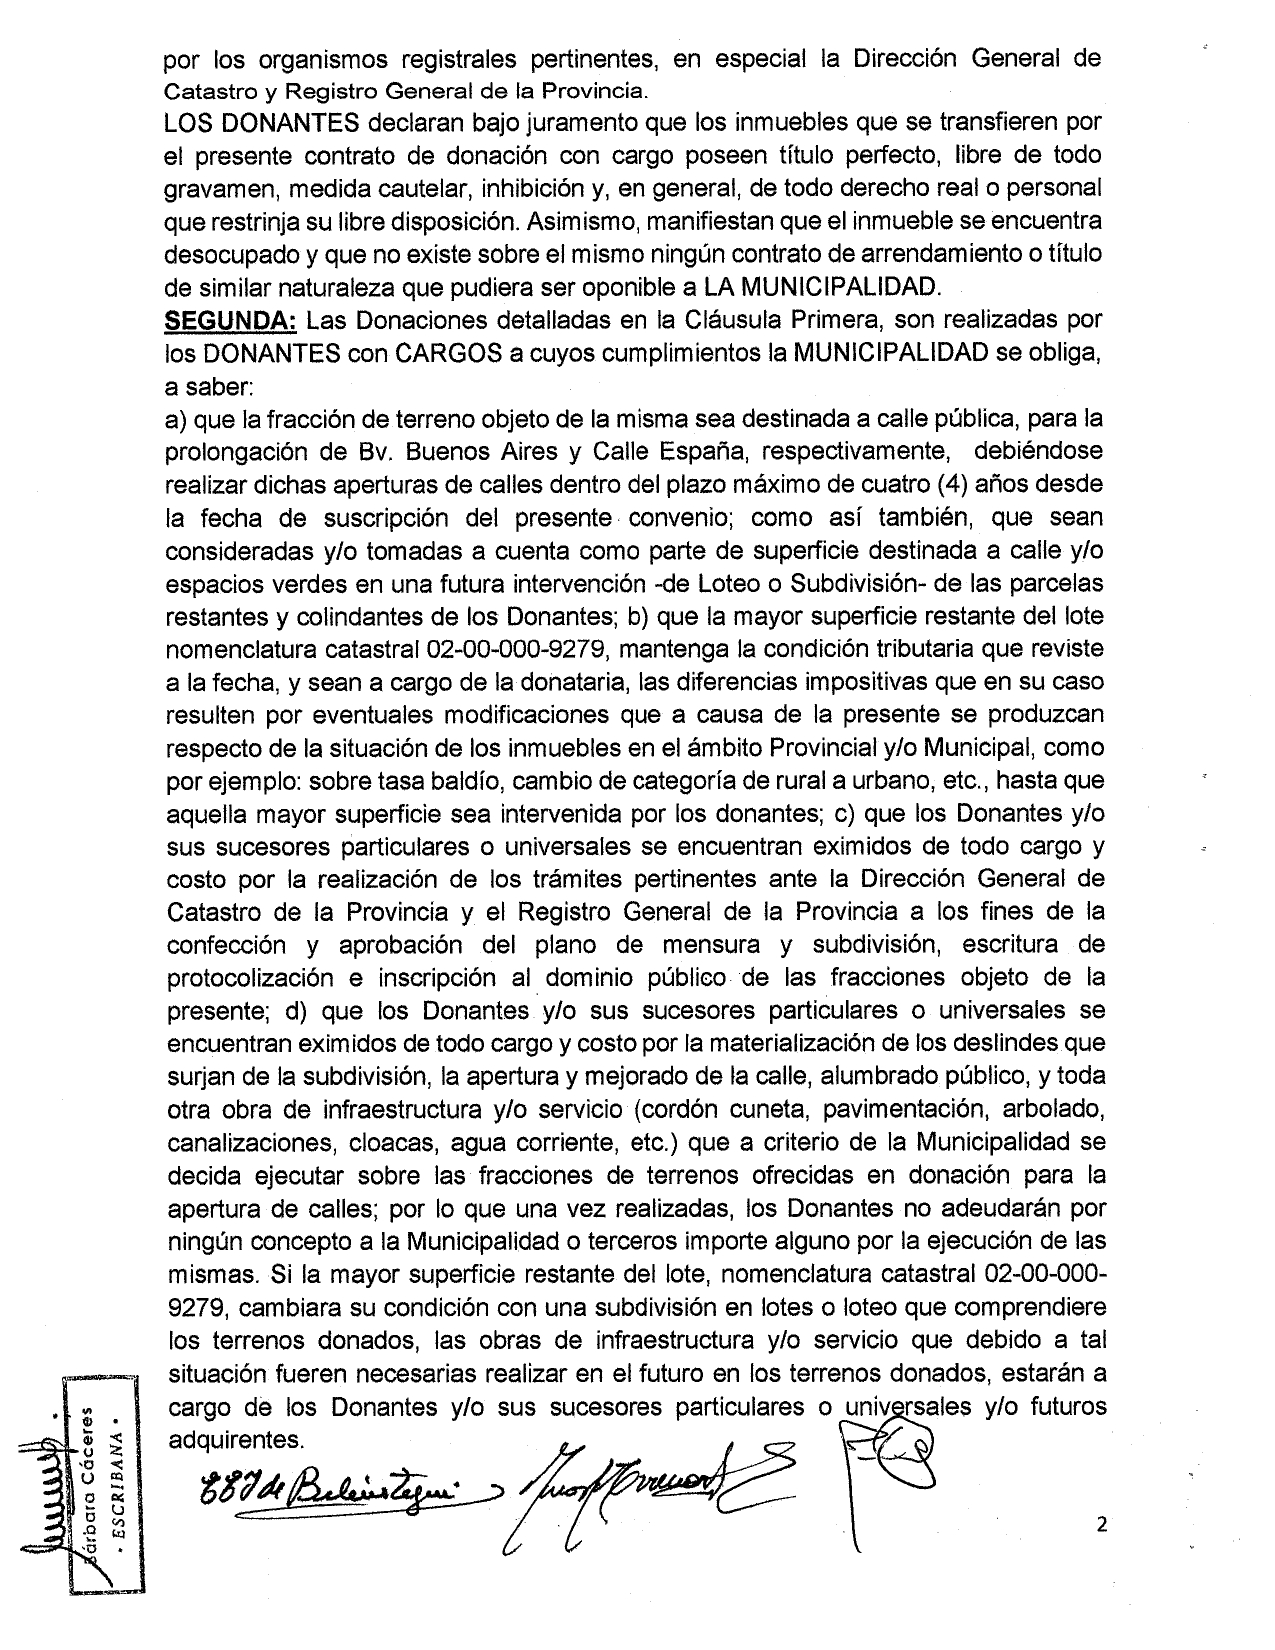 por los organismos registrales pertinentes, en especial la Dirección General de
Catastro y Registro General de la Provincia.
LOS DONANTES declaran bajo juramento que los inmuebles que se transfieren por
el presente contrato de donación con cargo poseen título perfecto, libre de todo
gravamen, medida cautelar, inhibición y, en general, de todo derecho real o personal
que restrinja su libre disposición. Asimismo, manifiestan que el inmueble se encuentra
desocupado y que no existe sobre el mismo ningún contrato de arrendamiento o título
de similar naturaleza que pudiera ser oponible a LA MUNICIPALIDAD.
SEGUNDA: Las Donaciones detalladas en la Cláusula Primera, son realizadas por
los DONANTES con CARGOS a cuyos cumplimientos la MUNICIPALIDAD se obliga,
a saber:
a) que la fracción de terreno objeto de la misma sea destinada a calle pública, para la
prolongación de Bv. Buenos Aires y Calle España, respectivamente, debiéndose
realizar dichas aperturas de calles dentro del plazo máximo de cuatro (4) años desde
la fecha de suscripción del presente convenio; como así también, que sean
consideradas y/o tomadas a cuenta como parte de superficie destinada a calle y/o
espacios verdes en una futura intervención -de Loteo o Subdivisión- de las parcelas
restantes y colindantes de los Donantes; b) que la mayor superficie restante del lote
nomenclatura catastral 02-00-000-9279, mantenga la condición tributaria que reviste
a la fecha, y sean a cargo de la donataria, las diferencias impositivas que en su caso
resulten por eventuales modificaciones que a causa de la presente se produzcan
respecto de la situación de los inmuebles en el ámbito Provincial y/o Municipal, como
por ejemplo: sobre tasa baldío, cambio de categoría de rural a urbano, etc., hasta que
aquella mayor superficie sea intervenida por los donantes; c) que los Donantes y/o
sus sucesores particulares o universales se encuentran eximidos de todo cargo y
costo por la realización de los trámites pertinentes ante la Dirección General de
Catastro de la Provincia y el Registro General de la Provincia a los fines de la
confección y aprobación del plano de mensura y subdivisión, escritura de
protocolización e inscripción al dominio público de las fracciones objeto de la
presente; d) que los Donantes y/o sus sucesores particulares o universales se
encuentran eximidos de todo cargo y costo por la materialización de los deslindes que
surjan de la subdivisión, la apertura y mejorado de la calle, alumbrado público, y toda
otra obra de infraestructura y/o servicio (cordón cuneta, pavimentación, arbolado,
canalizaciones, cloacas, agua corriente, etc.) que a criterio de la Municipalidad se
decida ejecutar sobre las fracciones de terrenos ofrecidas en donación para la
apertura de calles; por lo que una vez realizadas, los Donantes no adeudarán por
ningún concepto a la Municipalidad o terceros importe alguno por la ejecución de las
mismas. Si la mayor superficie restante del lote, nomenclatura catastral 02-00-000-
9279, cambiara su condición con una subdivisión en lotes o loteo que comprendiere
los terrenos donados, las obras de infraestructura y/o servicio que debido a tal
situación fueren necesarias realizar en el futuro en los terrenos donados, estarán a
cargo de los Donantes y/o sus sucesores particulares o universales y/o futuros
adquirentes.
Bárbara Cáceres
- ESCRIBANA -
2